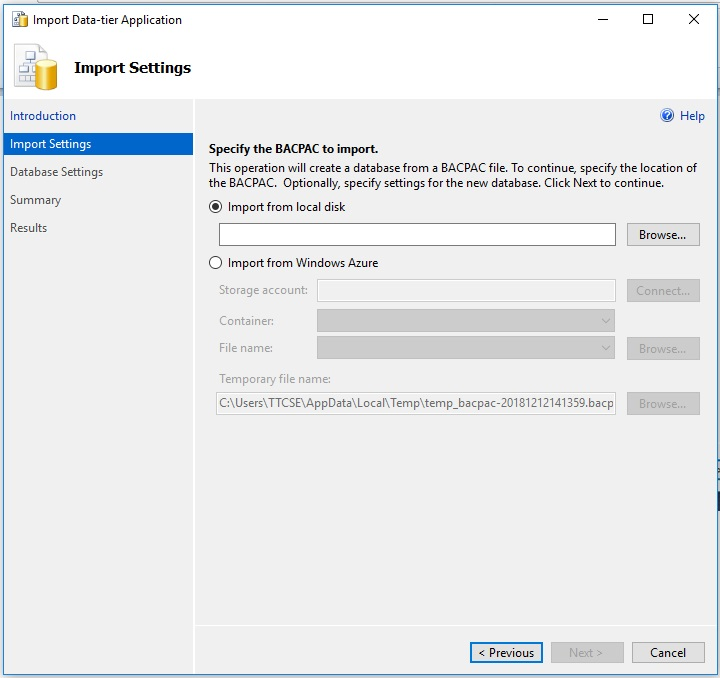 Import Data-tier Application
Import Settings
Introduction
Import Settings
Database Settings
Summary
Results
Help
Specify the BACPAC to import.
This operation will create a database from a BACPAC file. To continue, specify the location of
the BACPAC. Optionally, specify settings for the new database. Click Next to continue.
Import from local disk
Browse...
Import from Windows Azure
Storage account:
Connect...
Container:
File name:
Browse...
Temporary file name:
C:\Users\TTCSE\AppData\Local\Temp\temp_bacpac-20181212141359.bacp
Browse...
< Previous
Next >
Cancel